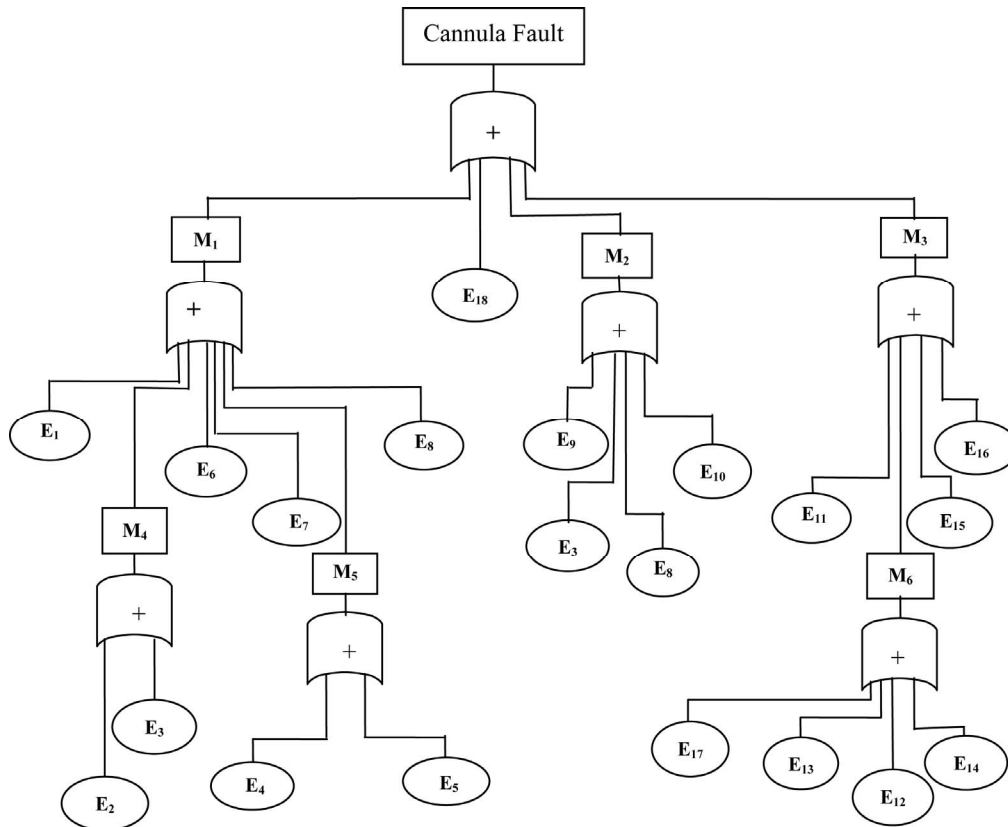 Cannula Fault
+
M₁
M₂
M₃
E₁₈
+
+
+
E₁
E₈
E₉
E₁₆
E₆
E₁₀
E₇
E₁₁
E₁₅
M₄
E₃
E₈
M₅
M₆
+
+
+
E₃
E₁₇
E₁₃
E₁₄
E₂
E₄
E₅
E₁₂